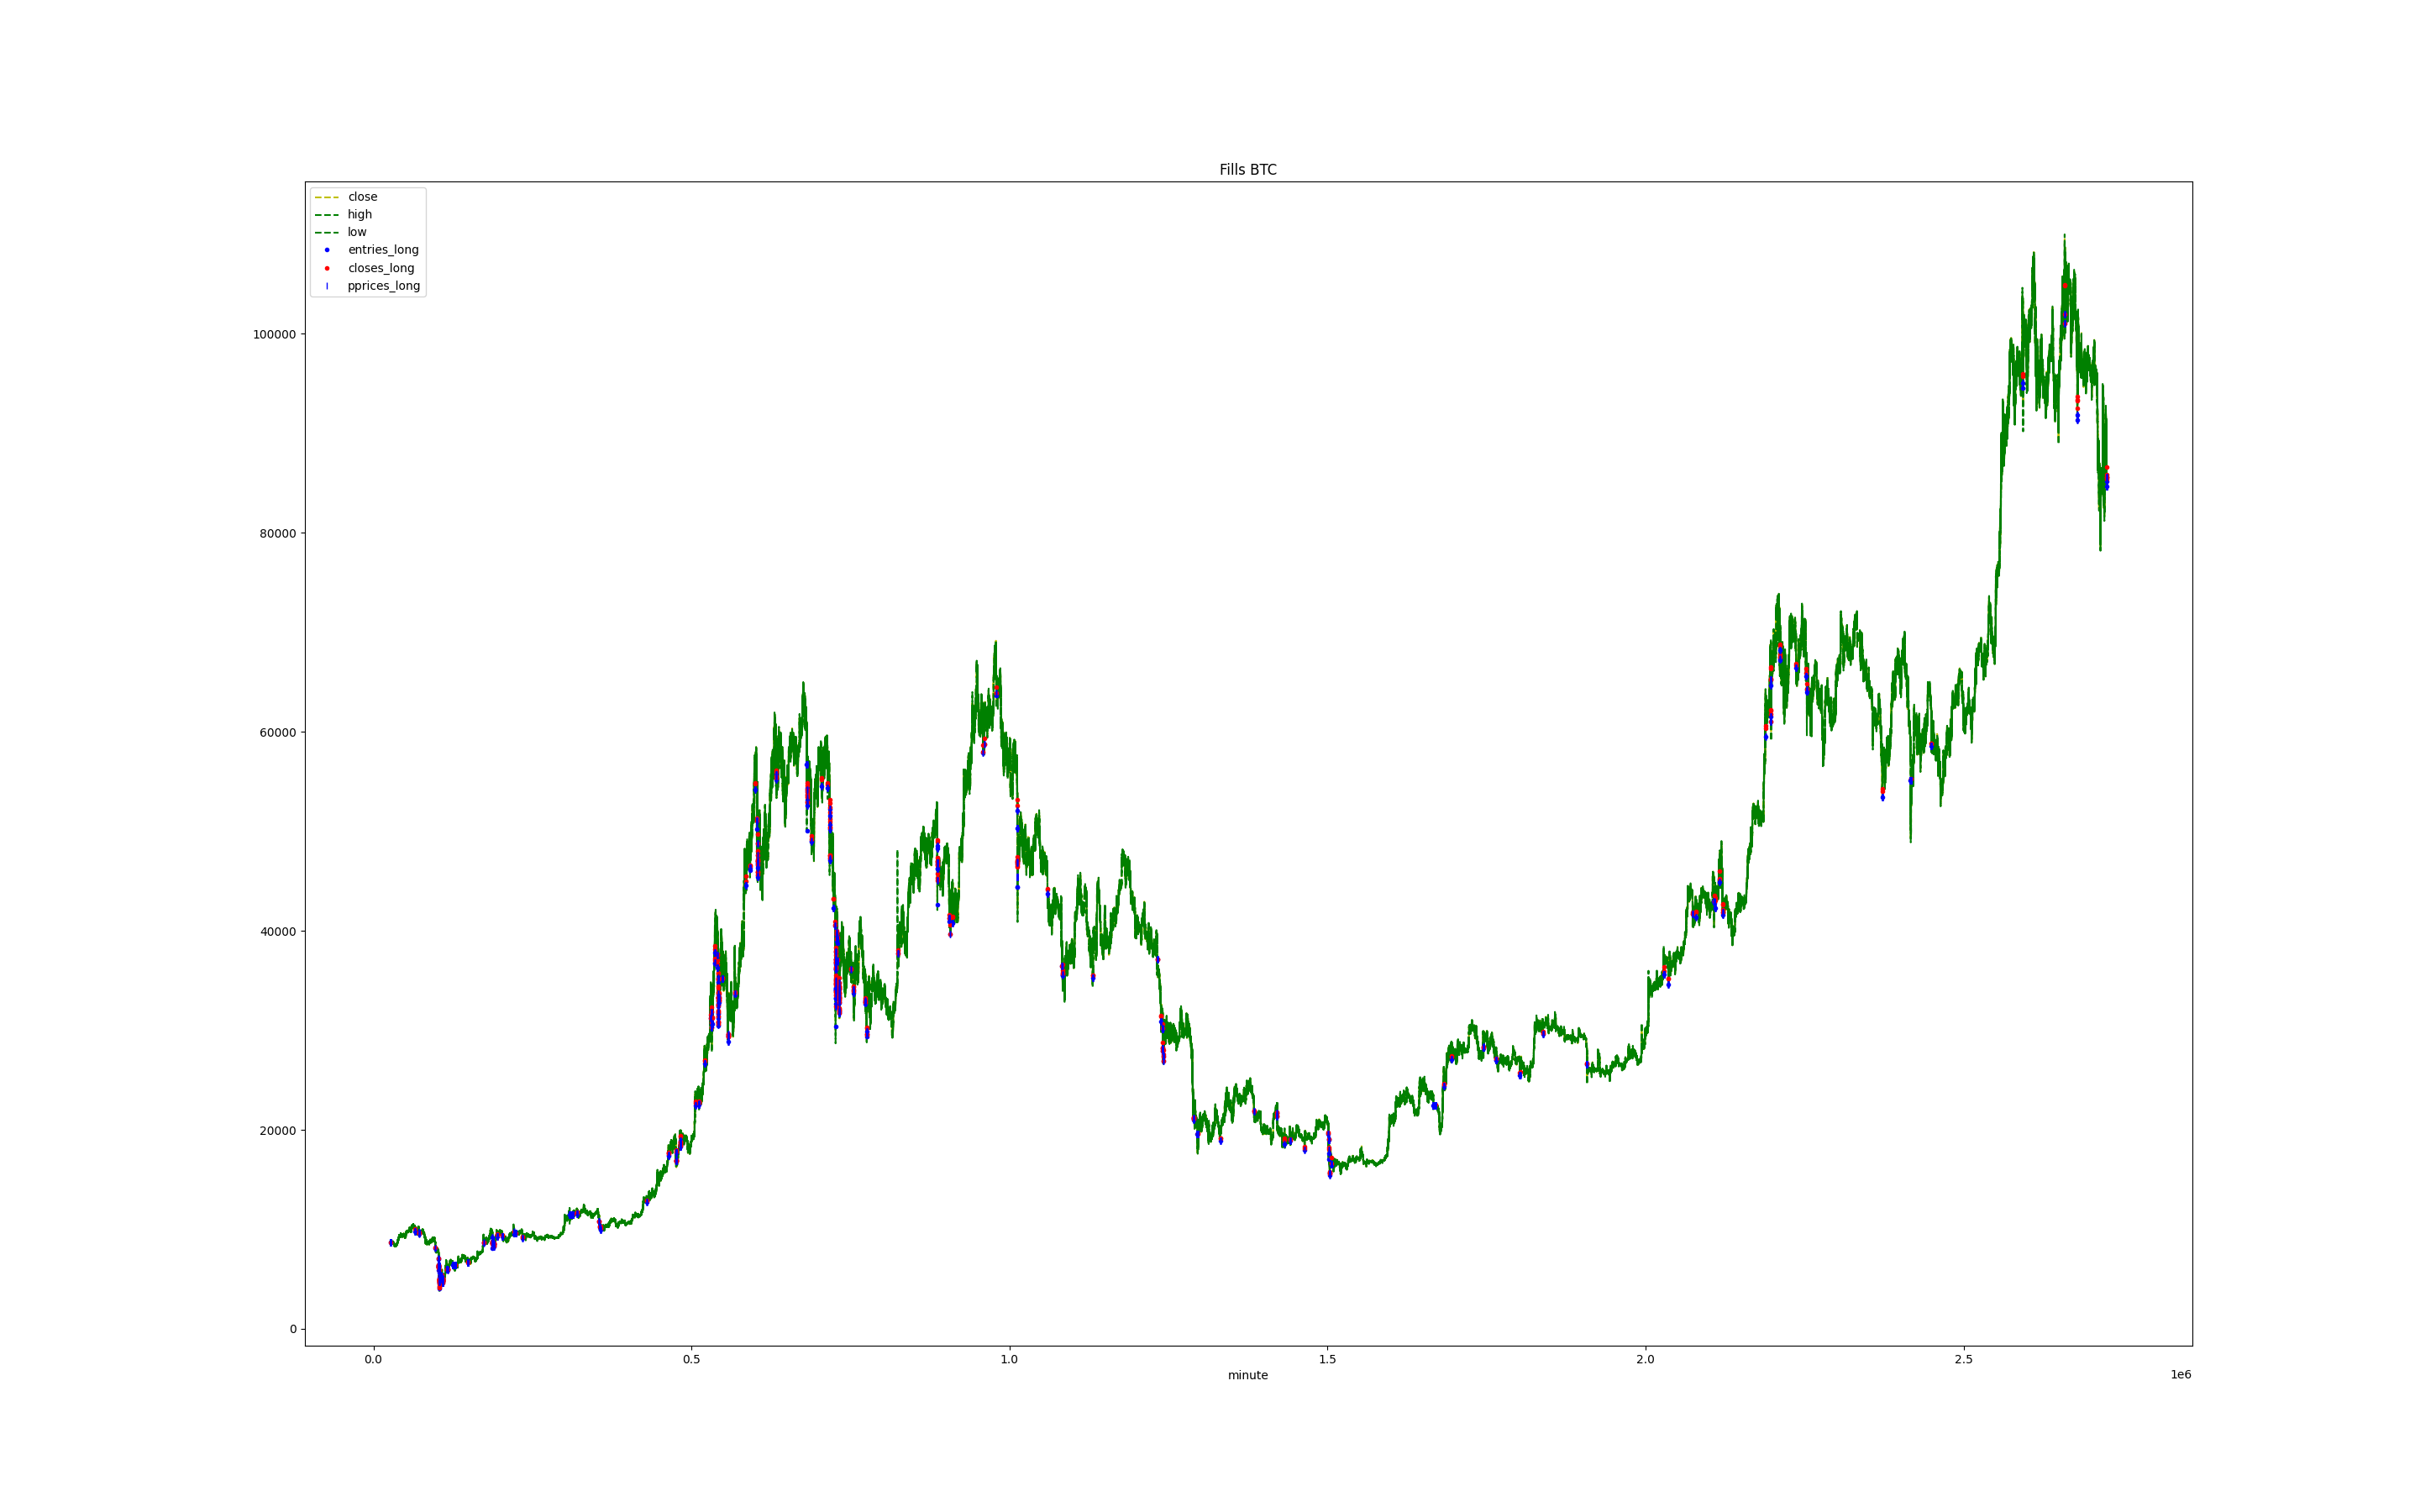 Fills BTC
close
high
low
entries_long
closes_long
pprices_long
100000
80000
60000
40000
20000
0
0.0 0.5 1.0 1.5 2.0 2.5
minute
1e6